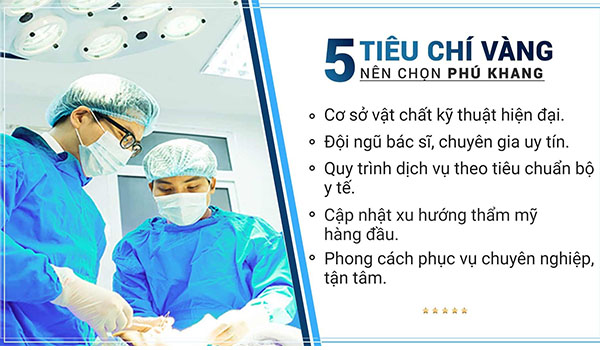 5 TIÊU CHÍ VÀNG
NÊN CHỌN PHÚ KHANG
Cơ sở vật chất kỹ thuật hiện đại.
Đội ngũ bác sĩ, chuyên gia uy tín.
Quy trình dịch vụ theo tiêu chuẩn bộ
y tế.
Cập nhật xu hướng thẩm mỹ
hàng đầu.
Phong cách phục vụ chuyên nghiệp,
tận tâm.